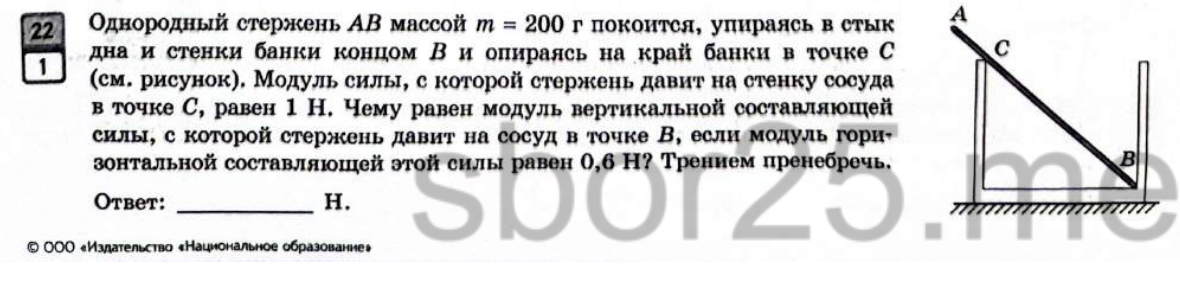 22
1
Однородный стержень AB массой m = 200 г покоится, упираясь в стык
дна и стенки банки концом B и опираясь на край банки в точке C
(см. рисунок). Модуль силы, с которой стержень давит на стенку сосуда
в точке C, равен 1 Н. Чему равен модуль вертикальной составляющей
силы, с которой стержень давит на сосуд в точке B, если модуль гори-
зонтальной составляющей этой силы равен 0,6 Н? Трением пренебречь.
Ответ: ____________ Н.
© ООО «Издательство «Национальное образование»
A
C
B
sbor25.me